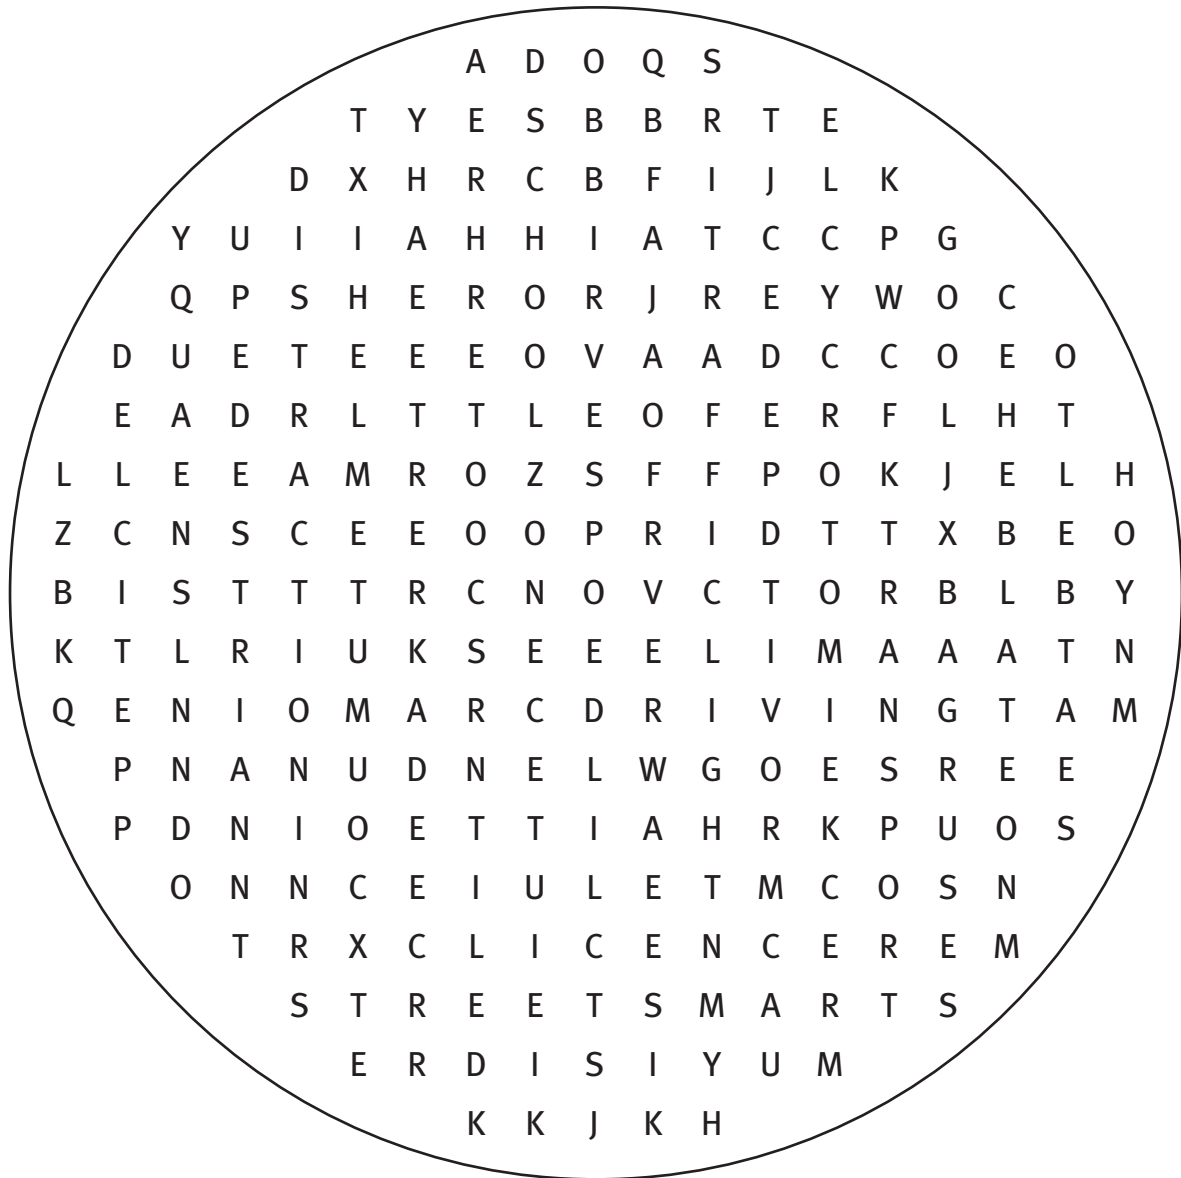 A D O Q S
T Y E S B B R T E
D X H R C B F I J L K
Y U I I A H H I A T C C P G
Q P S H E R O R J R E Y W O C
D U E T E E E O V A A D C C O E O
E A D R L T T L E O F E R F L H T
L L E E A M R O Z S F F P O K J E L H
Z C N S C E E O O P R I D T T X B E O
B I S T T T R C N O V C T O R B L B Y
K T L R I U K S E E E L I M A A A T N
Q E N I O M A R C D R I V I N G T A M
P N A N U D N E L W G O E S R E E
P D N I O E T T I A H R K P U O S
O N N C E I U L E T M C O S N
T R X C L I C E N C E R E M
S T R E E T S M A R T S
E R D I S I Y U M
K K J K H